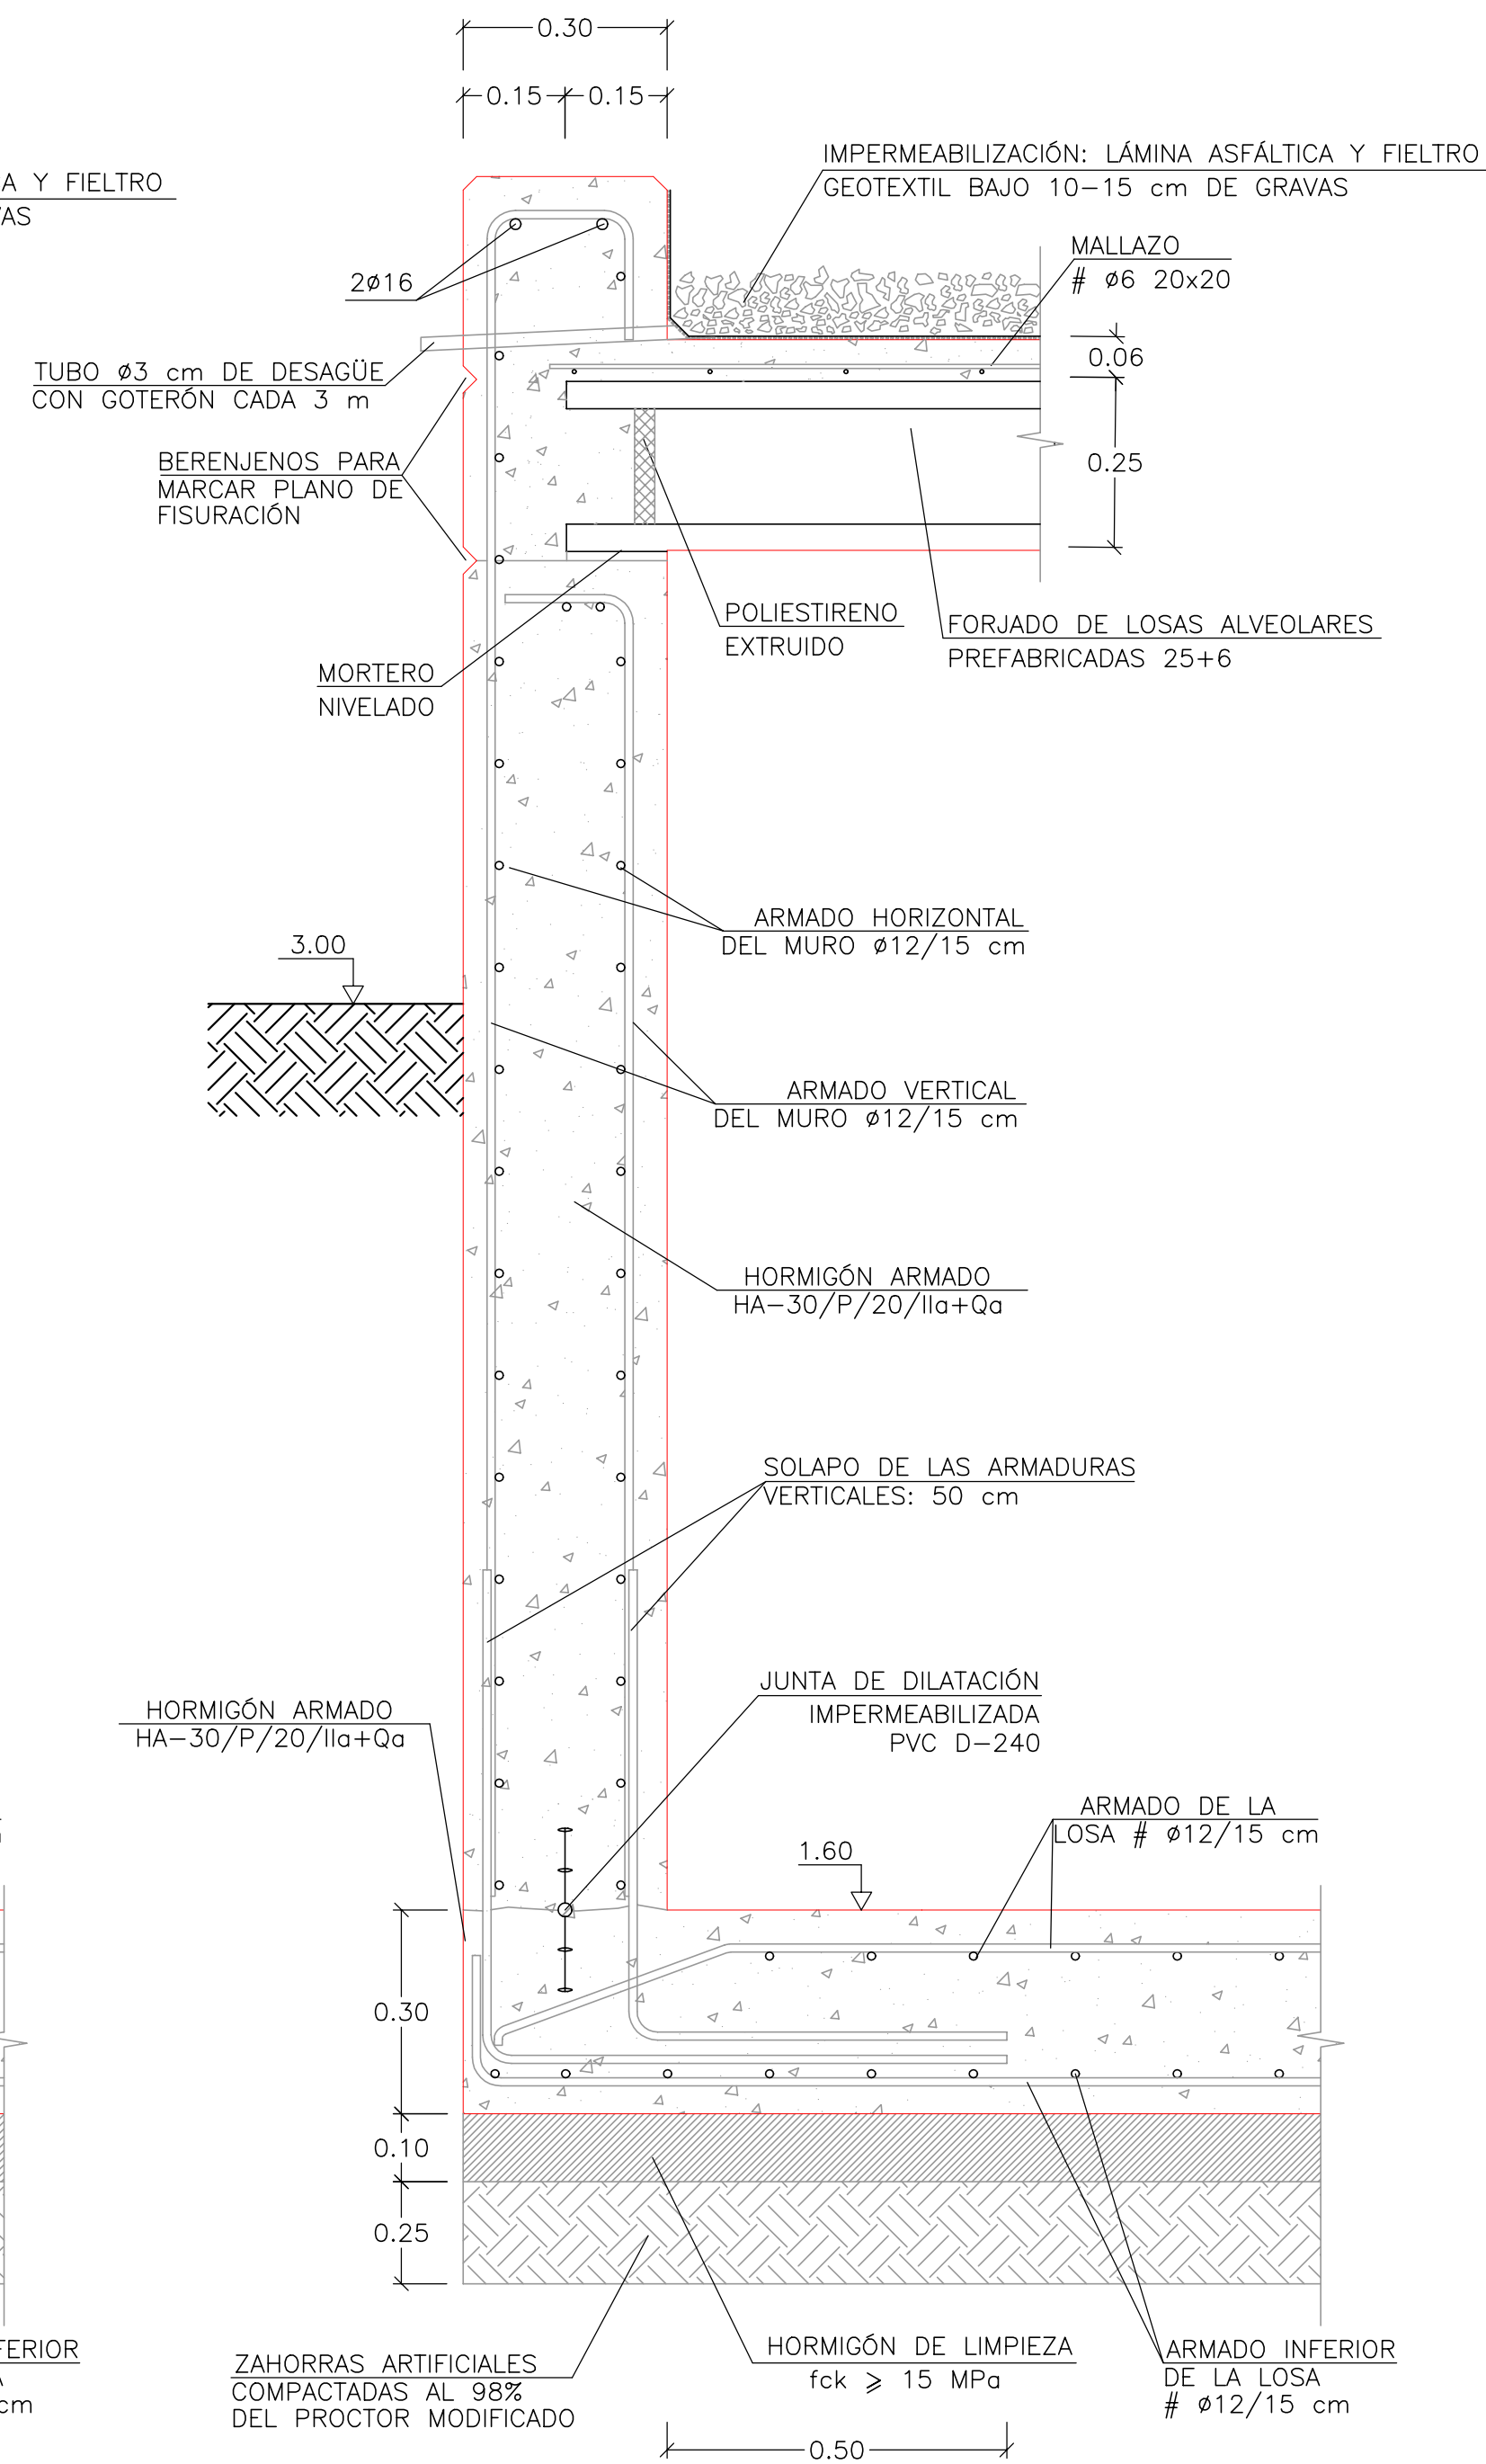 0.30
0.15
0.15
IMPERMEABILIZACIÓN: LÁMINA ASFÁLTICA Y FIELTRO
GEOTEXTIL BAJO 10-15 cm DE GRAVAS
Y FIELTRO
MALLAZO
# ø6 20x20
2ø16
0.06
TUBO ø3 cm DE DESAGÜE
CON GOTERÓN CADA 3 m
BERENJENOS PARA
MARCAR PLANO DE
FISURACIÓN
0.25
POLIESTIRENO
EXTRUIDO
FORJADO DE LOSAS ALVEOLARES
PREFABRICADAS 25+6
MORTERO
NIVELADO
ARMADO HORIZONTAL
DEL MURO ø12/15 cm
3.00
ARMADO VERTICAL
DEL MURO ø12/15 cm
HORMIGÓN ARMADO
HA-30/P/20/IIa+Qa
SOLAPO DE LAS ARMADURAS
VERTICALES: 50 cm
JUNTA DE DILATACIÓN
IMPERMEABILIZADA
PVC D-240
HORMIGÓN ARMADO
HA-30/P/20/IIa+Qa
ARMADO DE LA
LOSA # ø12/15 cm
1.60
0.30
0.10
0.25
FERIOR
cm
ZAHORRAS ARTIFICIALES
COMPACTADAS AL 98%
DEL PROCTOR MODIFICADO
HORMIGÓN DE LIMPIEZA
fck ⩾ 15 MPa
ARMADO INFERIOR
DE LA LOSA
# ø12/15 cm
0.50